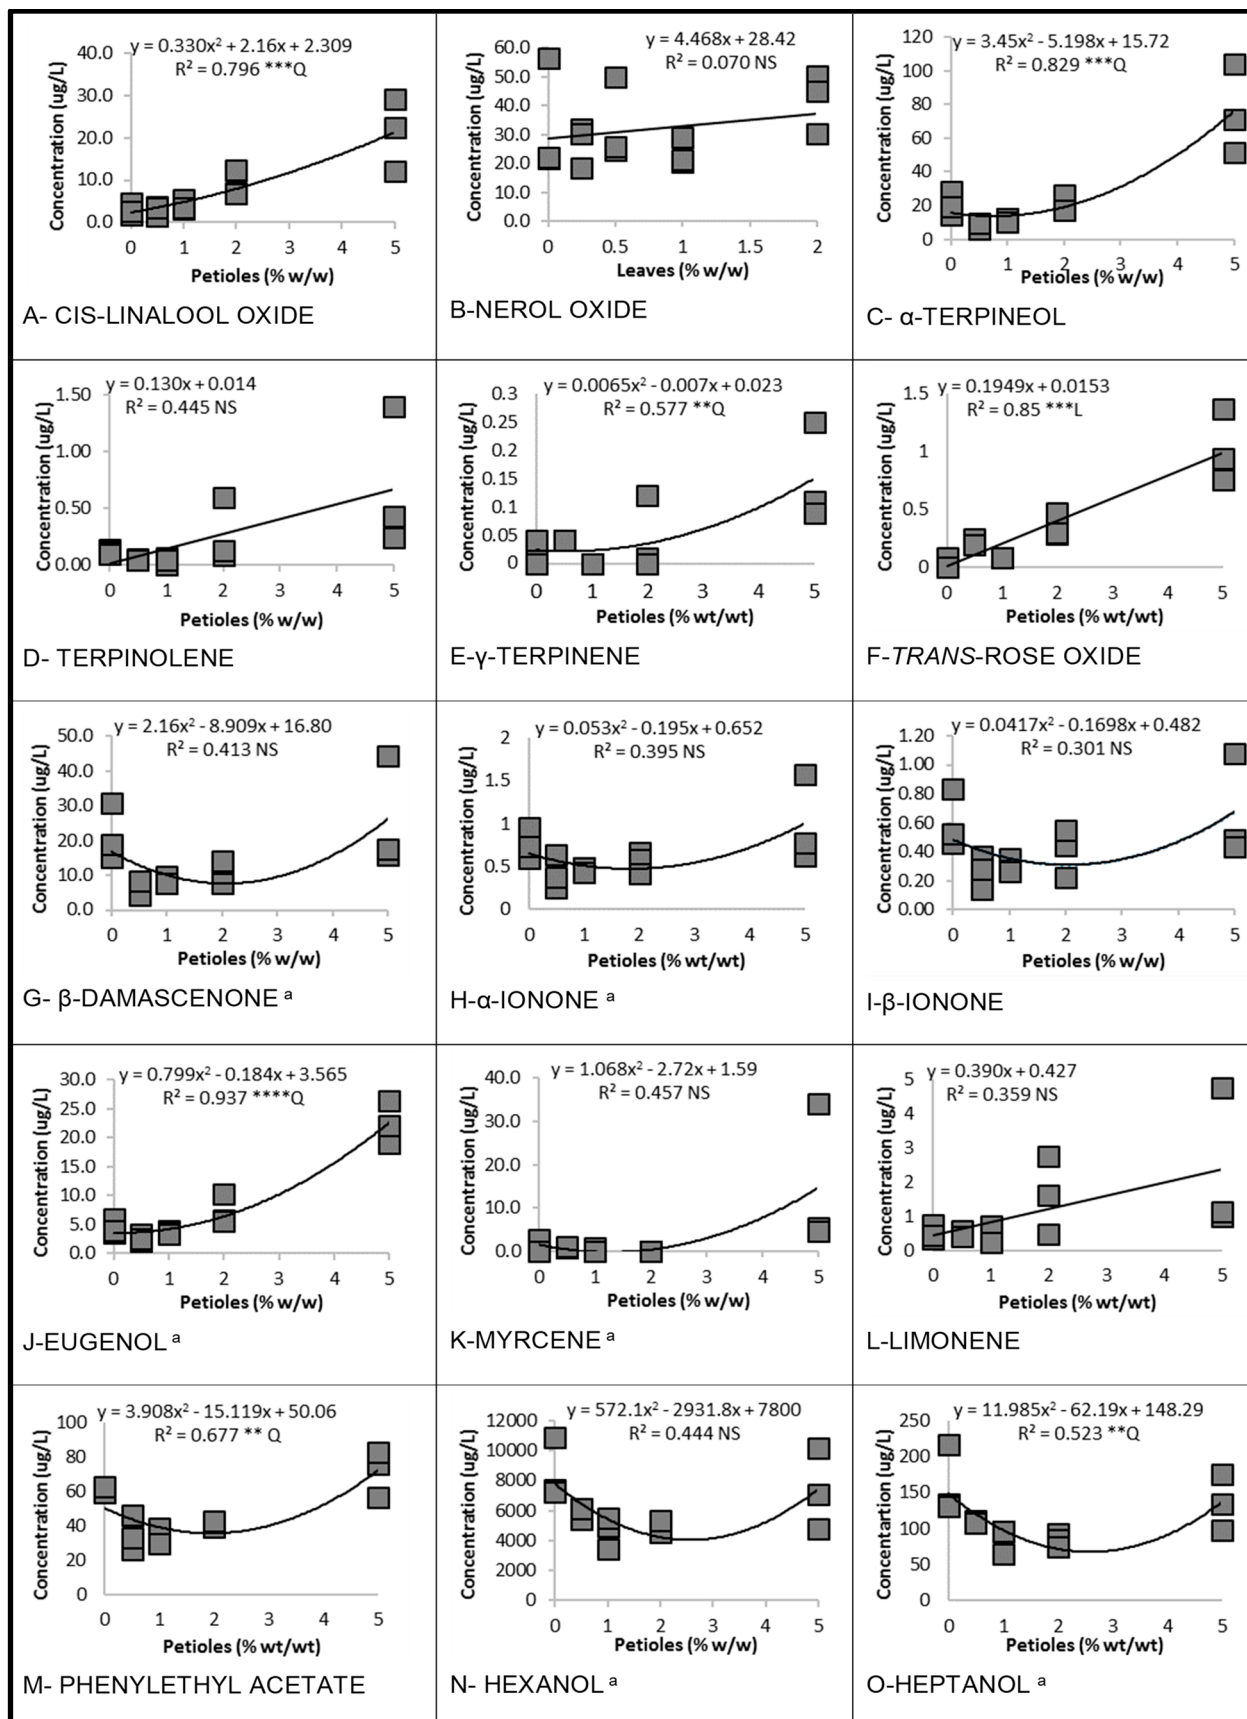 y = 0.330x² + 2.16x + 2.309
R² = 0.796 ***Q
Concentration (ug/L)
40.0
30.0
20.0
10.0
0.0
0 1 2 3 4 5
Petioles (% w/w)
A- CIS-LINALOOL OXIDE
y = 4.468x + 28.42
R² = 0.070 NS
Concentration (ug/L)
60.0
50.0
40.0
30.0
20.0
10.0
0.0
0 0.5 1 1.5 2
Leaves (% w/w)
B-NEROL OXIDE
y = 3.45x² - 5.198x + 15.72
R² = 0.829 ***Q
Concentration (ug/L)
120
100
80
60
40
20
0
0 1 2 3 4 5
Petioles (% w/w)
C- α-TERPINEOL
y = 0.130x + 0.014
R² = 0.445 NS
Concentration (ug/L)
1.50
1.00
0.50
0.00
0 1 2 3 4 5
Petioles (% w/w)
D- TERPINOLENE
y = 0.0065x² - 0.007x + 0.023
R² = 0.577 **Q
Concentration (ug/L)
0.3
0.25
0.2
0.15
0.1
0.05
0
0 1 2 3 4 5
Petioles (% wt/wt)
E-γ-TERPINENE
y = 0.1949x + 0.0153
R² = 0.85 ***L
Concentration (ug/L)
1.5
1
0.5
0
0 1 2 3 4 5
Petioles (% wt/wt)
F-TRANS-ROSE OXIDE
y = 2.16x² - 8.909x + 16.80
R² = 0.413 NS
Concentration (ug/L)
50.0
40.0
30.0
20.0
10.0
0.0
0 1 2 3 4 5
Petioles (% w/w)
G- β-DAMASCENONE ª
y = 0.053x² - 0.195x + 0.652
R² = 0.395 NS
Concentration (ug/L)
2
1.5
1
0.5
0
0 1 2 3 4 5
Petioles (% wt/wt)
H-α-IONONE ª
y = 0.0417x² - 0.1698x + 0.482
R² = 0.301 NS
Concentration (ug/L)
1.20
1.00
0.80
0.60
0.40
0.20
0.00
0 1 2 3 4 5
Petioles (% w/w)
I-β-IONONE
y = 0.799x² - 0.184x + 3.565
R² = 0.937 ****Q
Concentration (ug/L)
30.0
25.0
20.0
15.0
10.0
5.0
0.0
0 1 2 3 4 5
Petioles (% w/w)
J-EUGENOL ª
y = 1.068x² - 2.72x + 1.59
R² = 0.457 NS
Concentration (ug/L)
40.0
30.0
20.0
10.0
0.0
0 1 2 3 4 5
Petioles (% w/w)
K-MYRCENE ª
y = 0.390x + 0.427
R² = 0.359 NS
Concentration (ug/L)
5
4
3
2
1
0
0 1 2 3 4 5
Petioles (% wt/wt)
L-LIMONENE
y = 3.908x² - 15.119x + 50.06
R² = 0.677 ** Q
Concentration (ug/L)
100
80
60
40
20
0
0 1 2 3 4 5
Petioles (% wt/wt)
M- PHENYLETHYL ACETATE
y = 572.1x² - 2931.8x + 7800
R² = 0.444 NS
Concentration (ug/L)
12000
10000
8000
6000
4000
2000
0
0 1 2 3 4 5
Petioles (% w/w)
N- HEXANOL ª
y = 11.985x² - 62.19x + 148.29
R² = 0.523 **Q
Concentartion (ug/L)
250
200
150
100
50
0
0 1 2 3 4 5
Petioles (% wt/wt)
O-HEPTANOL ª